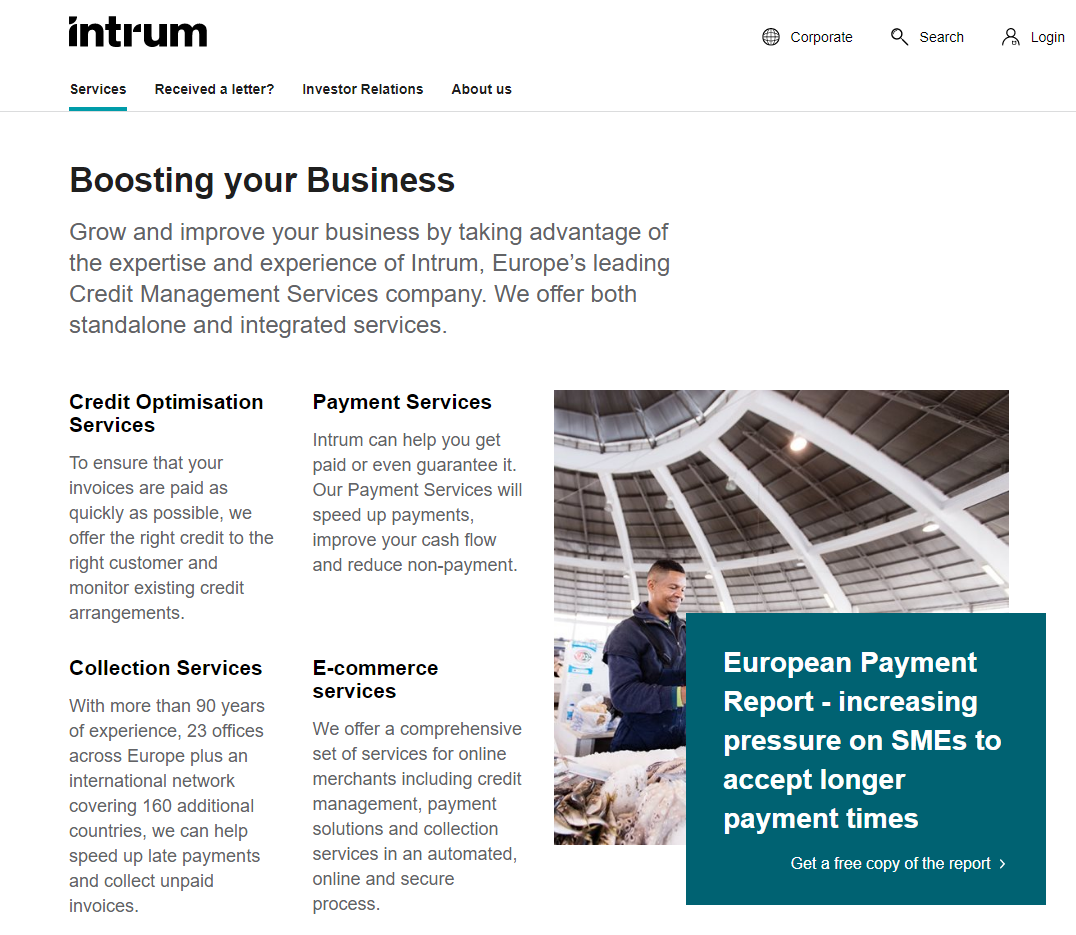 intrum
Corporate
Search
Login
Services
Received a letter?
Investor Relations
About us
Boosting your Business
Grow and improve your business by taking advantage of
the expertise and experience of Intrum, Europe’s leading
Credit Management Services company. We offer both
standalone and integrated services.
Credit Optimisation
Services
To ensure that your
invoices are paid as
quickly as possible, we
offer the right credit to the
right customer and
monitor existing credit
arrangements.
Payment Services
Intrum can help you get
paid or even guarantee it.
Our Payment Services will
speed up payments,
improve your cash flow
and reduce non-payment.
Collection Services
With more than 90 years
of experience, 23 offices
across Europe plus an
international network
covering 160 additional
countries, we can help
speed up late payments
and collect unpaid
invoices.
E-commerce
services
We offer a comprehensive
set of services for online
merchants including credit
management, payment
solutions and collection
services in an automated,
online and secure
process.
European Payment
Report - increasing
pressure on SMEs to
accept longer
payment times
Get a free copy of the report